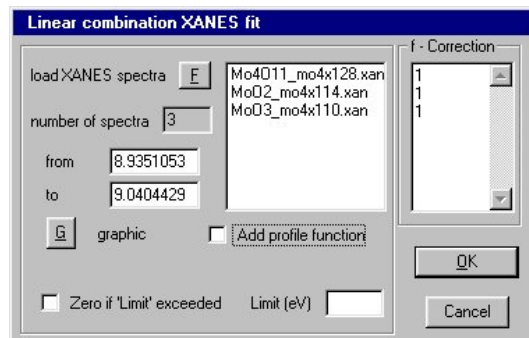 Linear combination XANES fit
load XANES spectra F
Mo4O11_mo4x128.xan
MoO2_mo4x114.xan
MoO3_mo4x110.xan
f - Correction
1
1
1
number of spectra 3
from 8.9351053
to 9.0404429
G graphic
Add profile function
OK
Zero if 'Limit' exceeded Limit (eV)
Cancel